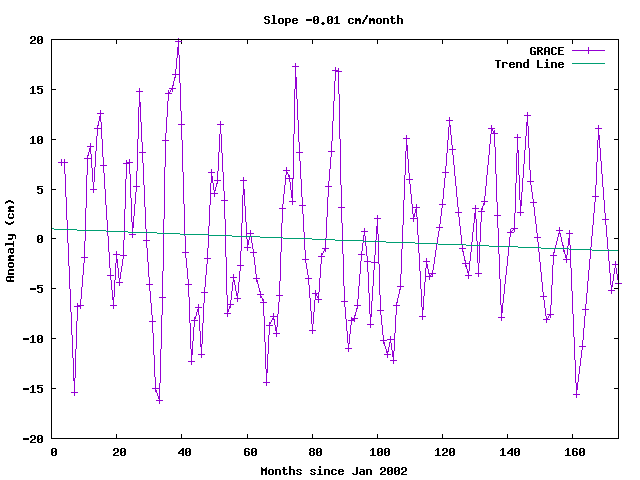 Slope -0.01 cm/month
GRACE
Trend Line
20
15
10
5
0
-5
-10
-15
-20
Anomaly (cm)
0 20 40 60 80 100 120 140 160
Months since Jan 2002